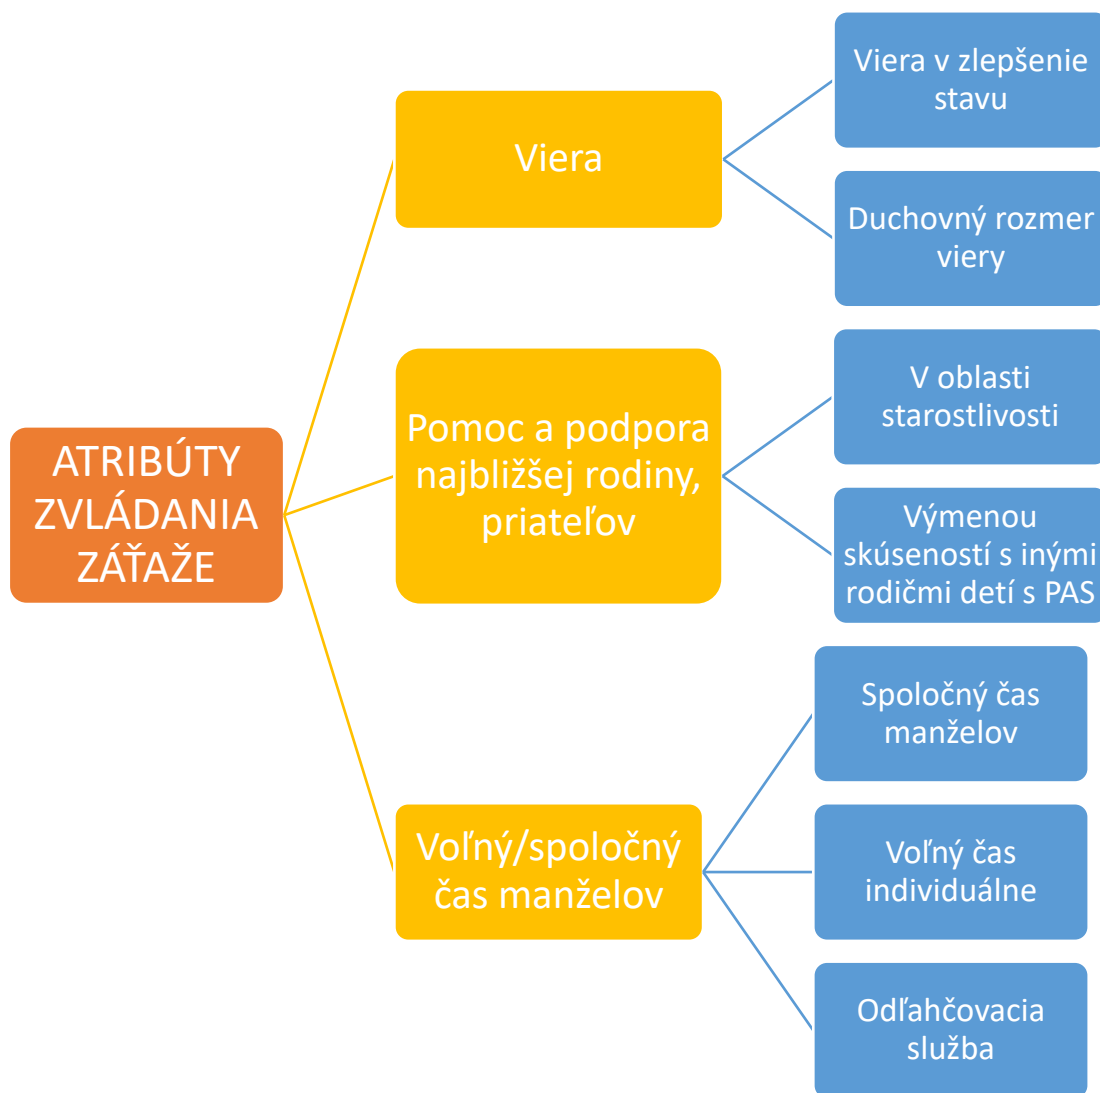 ATRIBÚTY
ZVLÁDANIA
ZÁŤAŽE
Viera
Viera v zlepšenie
stavu
Duchovný rozmer
viery
Pomoc a podpora
najbližšej rodiny,
priateľov
V oblasti
starostlivosti
Výmenou
skúseností s inými
rodičmi detí s PAS
Voľný/spoločný
čas manželov
Spoločný čas
manželov
Voľný čas
individuálne
Odľahčovacia
služba